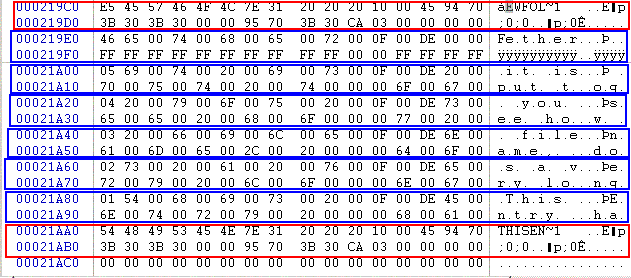 000219C0 E5 45 57 46 4F 4C 7E 31 20 20 20 10 00 45 94 70 åEWFOL~1   ..E▌p
000219D0 3B 30 3B 30 00 00 95 70 3B 30 CA 03 00 00 00 00 ;0;0..▌p;0Ê.....
000219E0 46 65 00 74 00 68 00 65 00 72 00 0F 00 DE 00 00 Fe.t.h.e.r...Þ..
000219F0 FF FF FF FF FF FF FF FF FF FF 00 00 FF FF FF FF ÿÿÿÿÿÿÿÿÿÿ..ÿÿÿÿ
00021A00 05 69 00 74 00 20 00 69 00 73 00 0F 00 DE 20 00 .i.t. .i.s...Þ .
00021A10 70 00 75 00 74 00 20 00 74 00 00 00 6F 00 67 00 p.u.t. .t...o.g.
00021A20 04 20 00 79 00 6F 00 75 00 20 00 0F 00 DE 73 00 . .y.o.u. ...Þs.
00021A30 65 00 65 00 20 00 68 00 6F 00 00 00 77 00 20 00 e.e. .h.o...w. .
00021A40 03 20 00 66 00 69 00 6C 00 65 00 0F 00 DE 6E 00 . .f.i.l.e...Þn.
00021A50 61 00 6D 00 65 00 2C 00 20 00 00 00 64 00 6F 00 a.m.e.,. ...d.o.
00021A60 02 73 00 20 00 61 00 20 00 76 00 0F 00 DE 65 00 .s. .a. .v...Þe.
00021A70 72 00 79 00 20 00 6C 00 6F 00 00 00 6E 00 67 00 r.y. .l.o...n.g.
00021A80 01 54 00 68 00 69 00 73 00 20 00 0F 00 DE 45 00 .T.h.i.s. ...ÞE.
00021A90 6E 00 74 00 72 00 79 00 20 00 00 00 68 00 61 00 n.t.r.y. ...h.a.
00021AA0 54 48 49 53 45 4E 7E 31 20 20 20 10 00 45 94 70 THISEN~1   ..E▌p
00021AB0 3B 30 3B 30 00 00 95 70 3B 30 CA 03 00 00 00 00 ;0;0..▌p;0Ê.....
00021AC0 00 00 00 00 00 00 00 00 00 00 00 00 00 00 00 00 ................